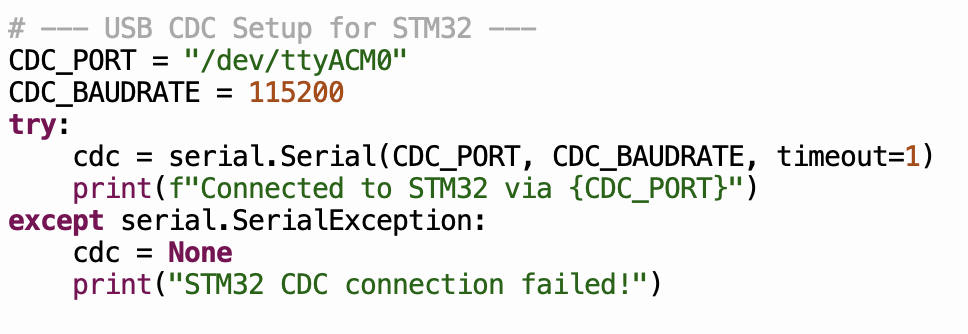 # --- USB CDC Setup for STM32 ---
CDC_PORT = "/dev/ttyACM0"
CDC_BAUDRATE = 115200
try:
    cdc = serial.Serial(CDC_PORT, CDC_BAUDRATE, timeout=1)
    print(f"Connected to STM32 via {CDC_PORT}")
except serial.SerialException:
    cdc = None
    print("STM32 CDC connection failed!")